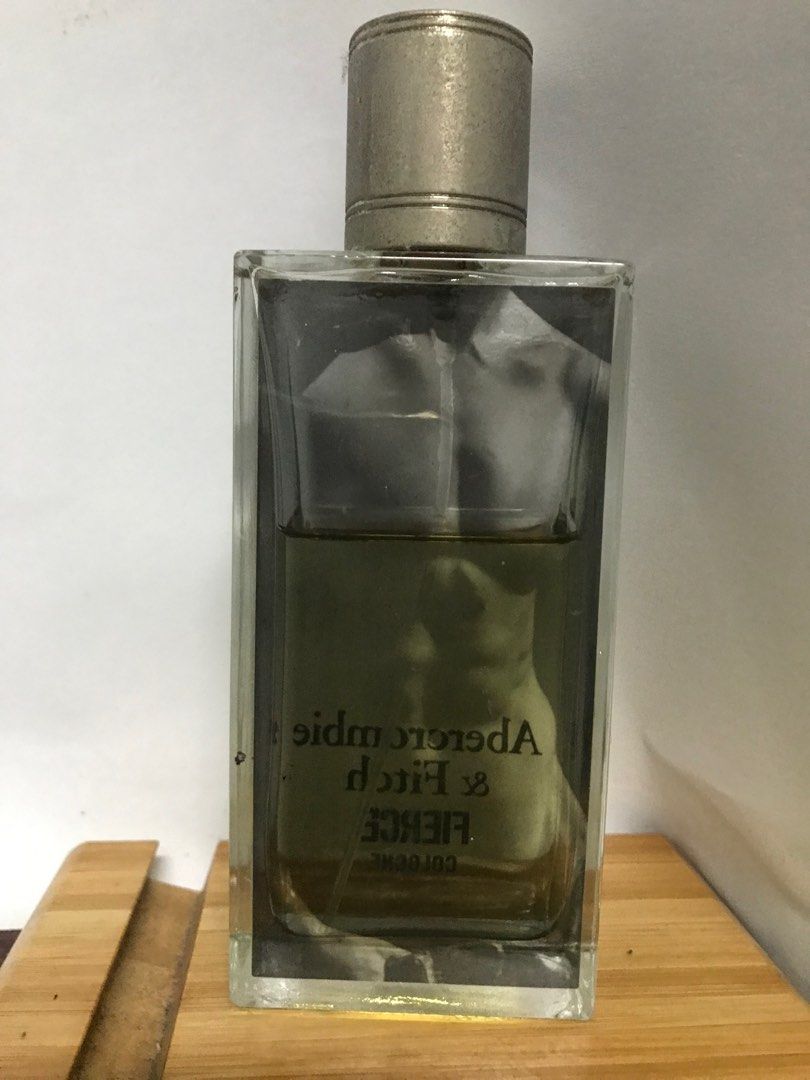 Abercrombie
& Fitch
FIERCE
COLOGNE